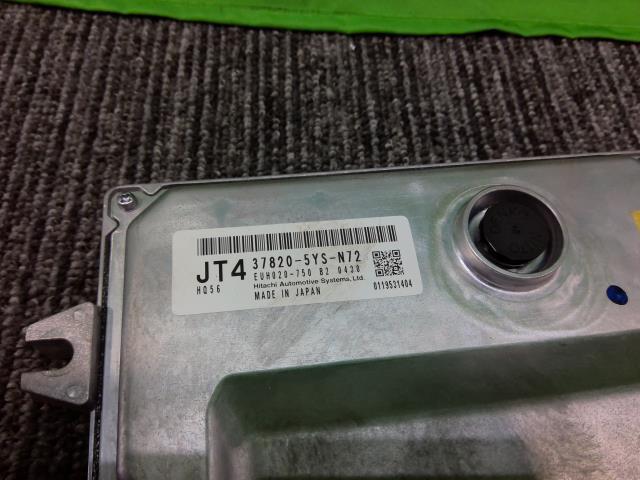 JT4 37820-5YS-N72
EUH020-750 B2 0438
HQ56 Hitachi Automotive Systems, Ltd.
MADE IN JAPAN 0119531404